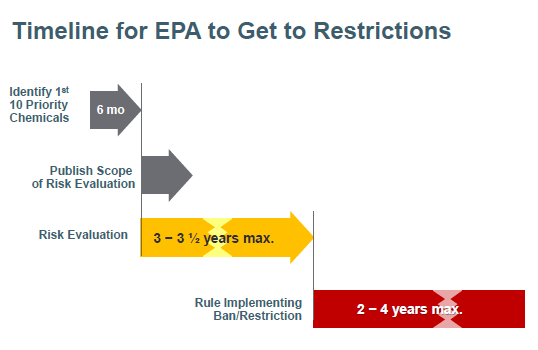 Timeline for EPA to Get to Restrictions
Identify 1st
10 Priority
Chemicals
6 mo
Publish Scope
of Risk Evaluation
Risk Evaluation
3 – 3 ½ years max.
Rule Implementing
Ban/Restriction
2 – 4 years max.